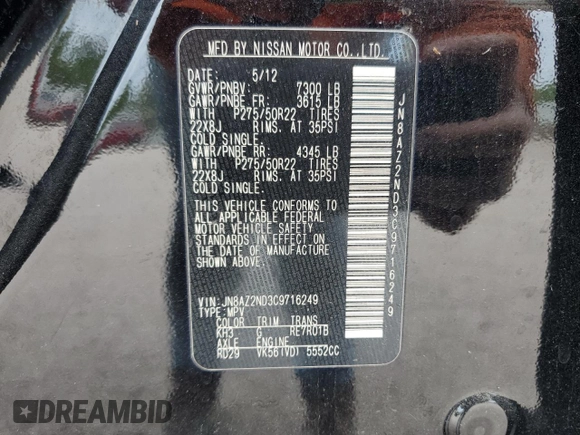 MFD BY NISSAN MOTOR CO.,LTD.
DATE: 5/12
GVWR/PNBV: 7300 LB
GAWR/PNBE FR: 3615 LB
WITH P275/50R22 TIRES
22X8J RIMS. AT 35PSI
COLD SINGLE.
GAWR/PNBE RR: 4345 LB
WITH P275/50R22 TIRES
22X8J RIMS. AT 35PSI
COLD SINGLE.
THIS VEHICLE CONFORMS TO
ALL APPLICABLE FEDERAL
MOTOR VEHICLE SAFETY
STANDARDS IN EFFECT ON
THE DATE OF MANUFACTURE
SHOWN ABOVE.
VIN:JN8AZ2ND3C9716249
TYPE:MPV
COLOR TRIM TRANS
KH3 G RE7R01B
AXLE ENGINE
RD29 VK56(VD) 5552CC
JN8AZ2ND3C9716249
DREAMBID